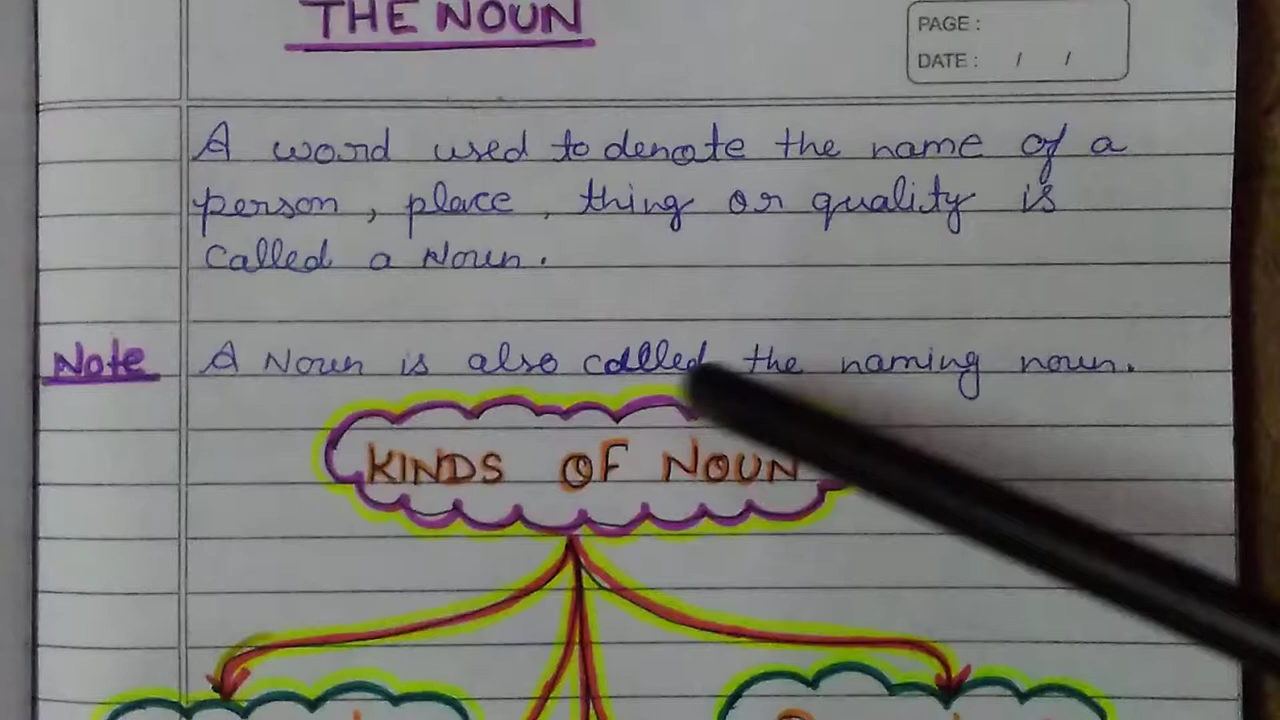 THE NOUN
PAGE :
DATE : / /
A word used to denote the name of a
person, place, thing or quality is
called a Noun.
Note A Noun is also called the naming noun.
KINDS OF NOUN